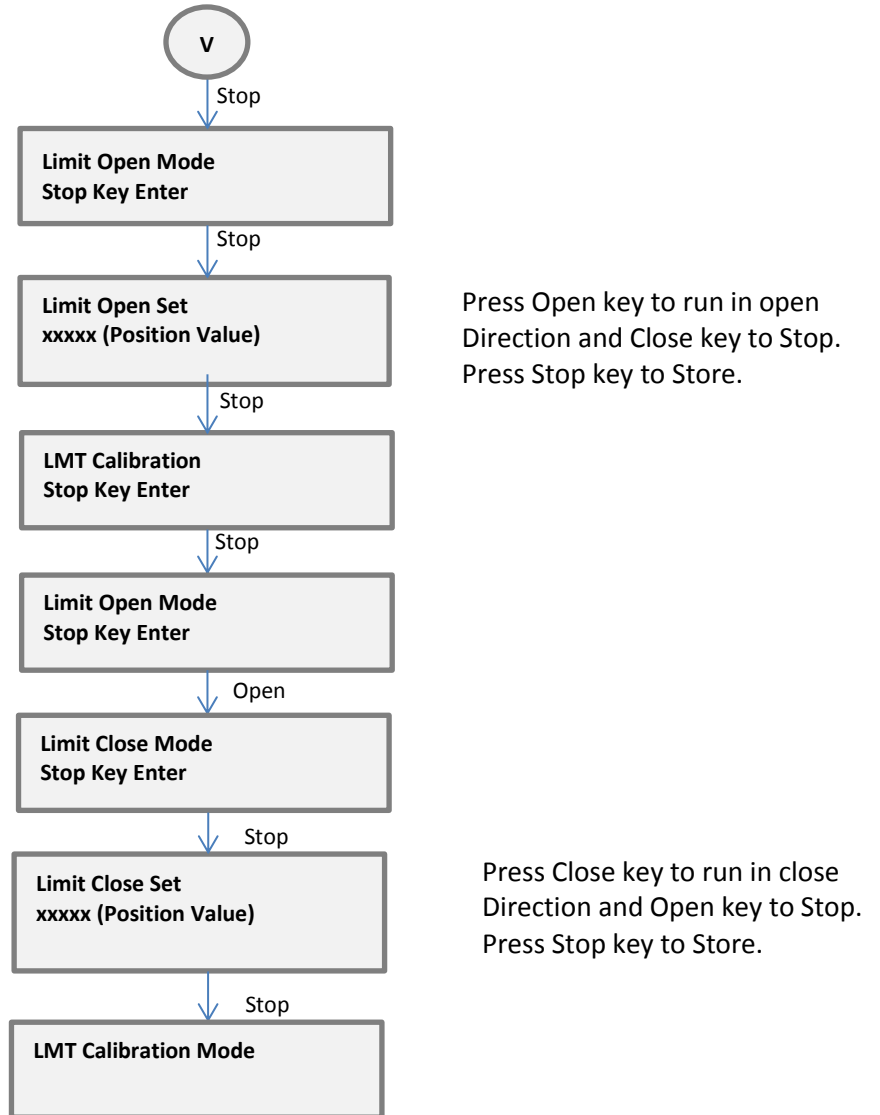 V
Stop
Limit Open Mode
Stop Key Enter
Stop
Limit Open Set
xxxxx (Position Value)
Press Open key to run in open
Direction and Close key to Stop.
Press Stop key to Store.
Stop
LMT Calibration
Stop Key Enter
Stop
Limit Open Mode
Stop Key Enter
Open
Limit Close Mode
Stop Key Enter
Stop
Limit Close Set
xxxxx (Position Value)
Press Close key to run in close
Direction and Open key to Stop.
Press Stop key to Store.
Stop
LMT Calibration Mode